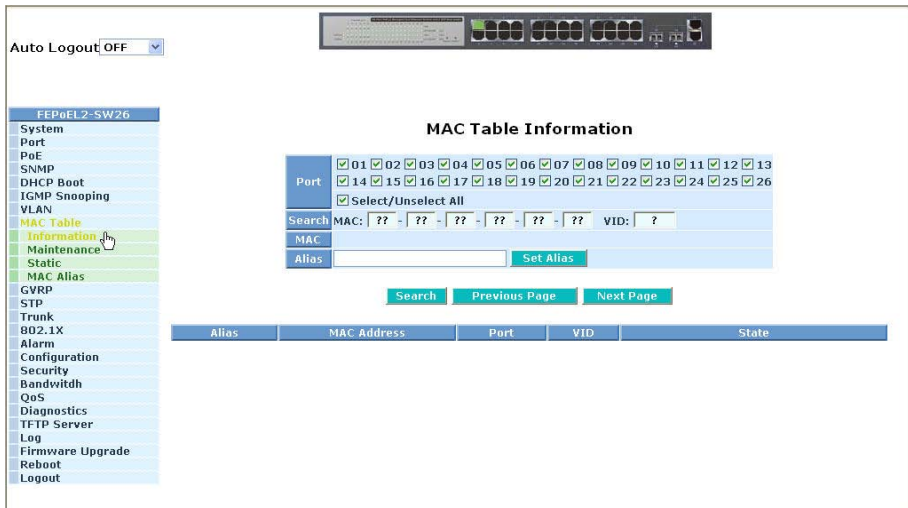 Auto Logout OFF
FEPoEL2-SW26
System
Port
PoE
SNMP
DHCP Boot
IGMP Snooping
VLAN
MAC Table
Information
Maintenance
Static
MAC Alias
GVRP
STP
Trunk
802.1X
Alarm
Configuration
Security
Bandwitdh
QoS
Diagnostics
TFTP Server
Log
Firmware Upgrade
Reboot
Logout
MAC Table Information
Port 01 02 03 04 05 06 07 08 09 10 11 12 13
14 15 16 17 18 19 20 21 22 23 24 25 26
Select/Unselect All
Search MAC: ?? - ?? - ?? - ?? - ?? - ?? VID: ?
MAC
Alias Set Alias
Search Previous Page Next Page
Alias MAC Address Port VID State